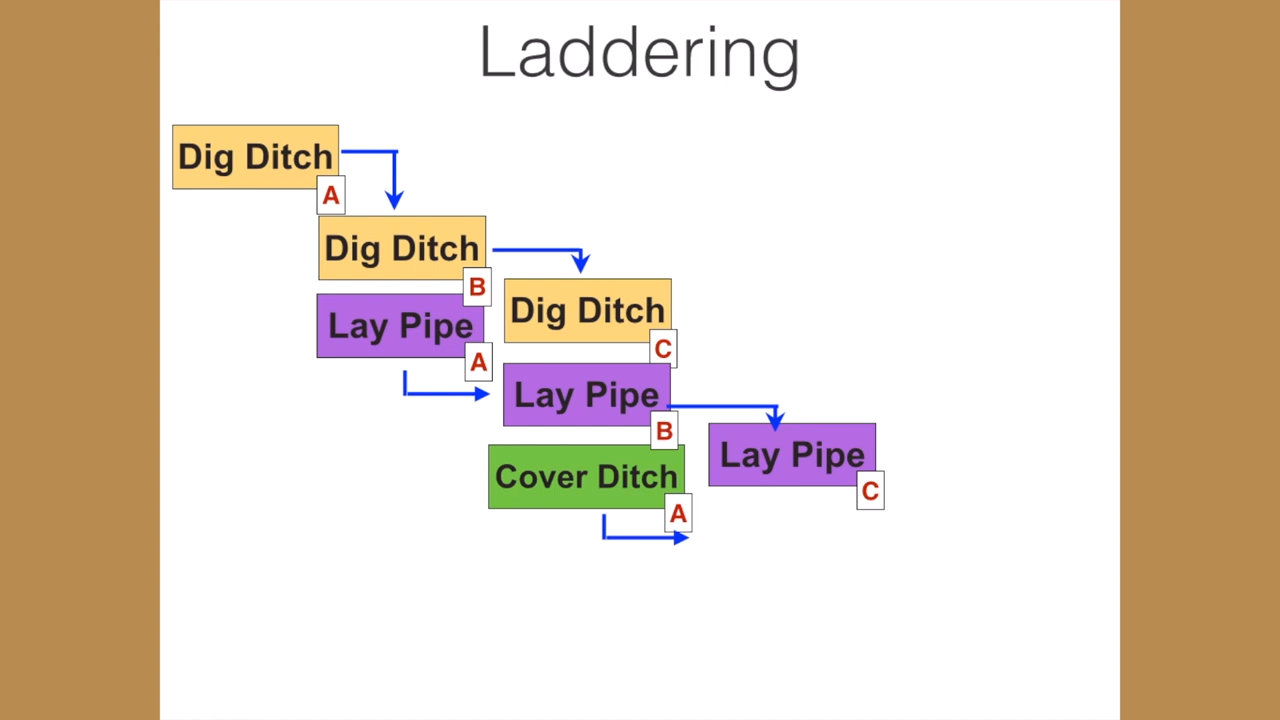 Laddering
Dig Ditch
A
Dig Ditch
B
Lay Pipe
A
Dig Ditch
C
Lay Pipe
B
Cover Ditch
A
Lay Pipe
C